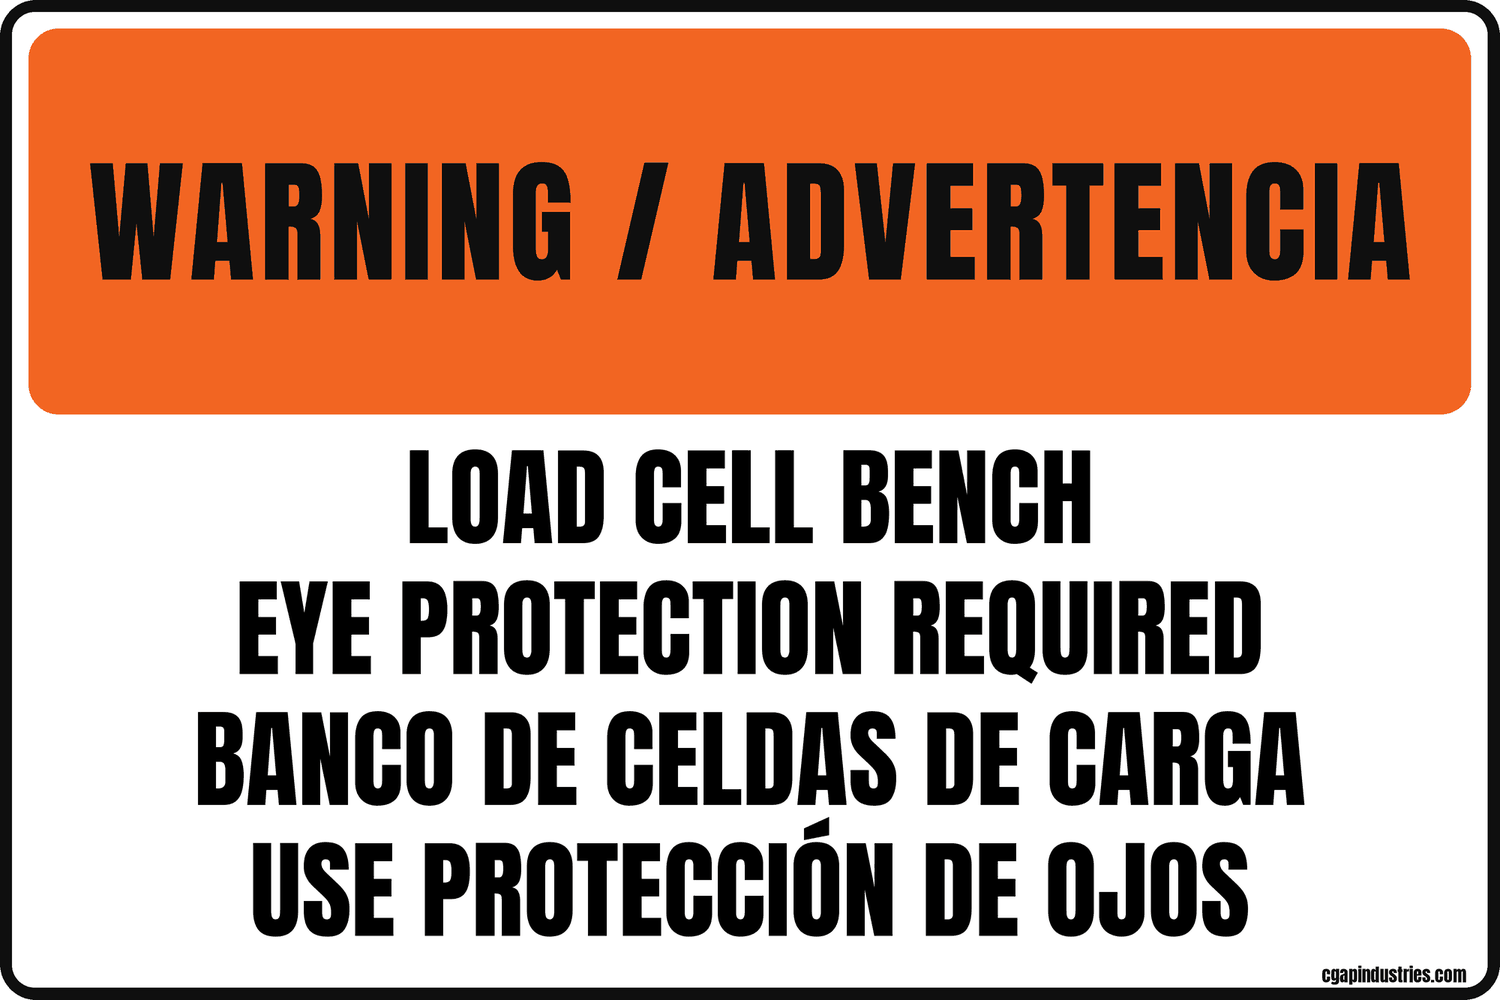 WARNING / ADVERTENCIA
LOAD CELL BENCH
EYE PROTECTION REQUIRED
BANCO DE CELDAS DE CARGA
USE PROTECCIÓN DE OJOS
cgapindustries.com